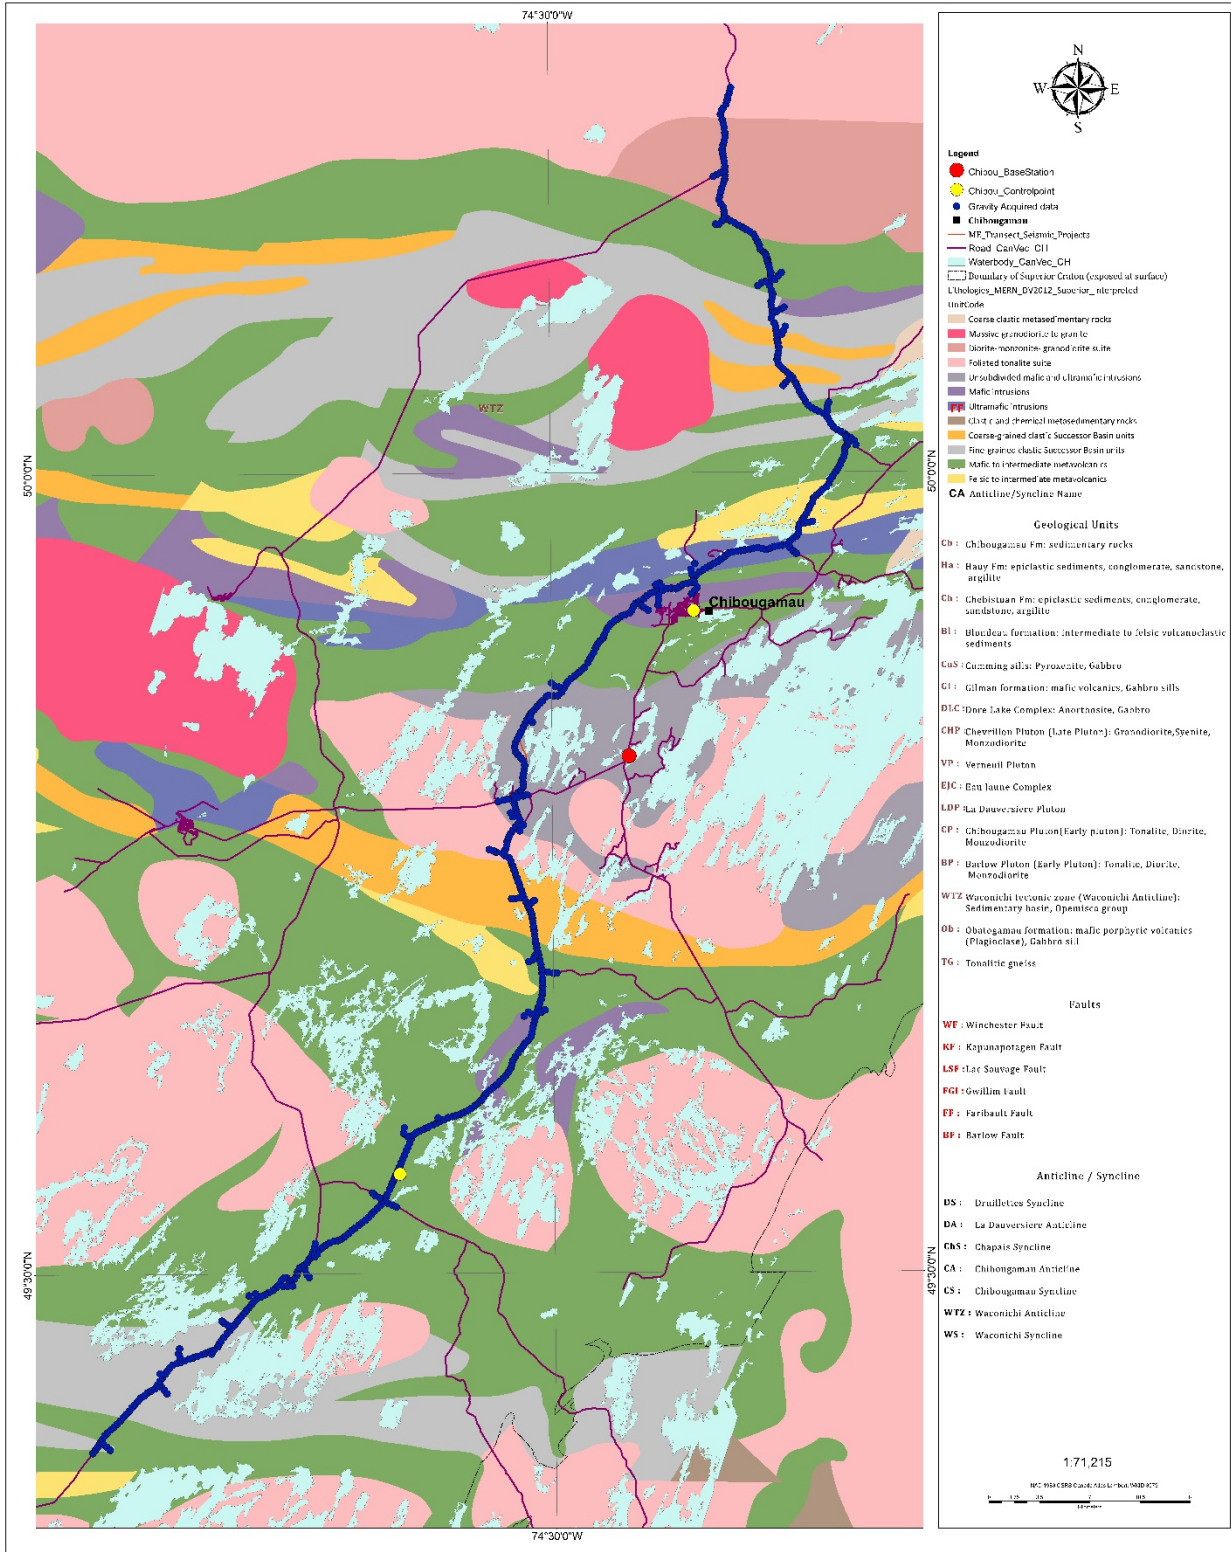 74°30'0"W
N
W
E
S
Legend
Chibou_BaseStation
Chibou_Controlpoint
Gravity Acquired data
Chibougamau
ME_Transect_Seismic_Projects
Road_CanVec_CH
Waterbody_CanVec_CH
Boundary of Superior Craton (exposed at surface)
Lithologies_MERN_DV2012_Superior_Interpreted
UnitCode
Coarse clastic metasedimentary rocks
Massive granodiorite to granite
Diorite-monzonite- granodiorite suite
Foliated tonalite suite
Unsubdivided mafic and ultramafic intrusions
Mafic intrusions
Ultramafic intrusions
Clastic and chemical metasedimentary rocks
Coarse-grained clastic Successor Basin units
Fine-grained clastic Successor Basin units
Mafic to intermediate metavolcanics
Felsic to intermediate metavolcanics
CA Anticline/Syncline Name
WTZ
50°0'0"N
50°0'0"N
Chibougamau
49°30'0"N
49°30'0"N
74°30'0"W
Geological Units
Cb : Chibougamau Fm: sedimentary rocks
Ha : Hauy Fm: epiclastic sediments, conglomerate, sandstone,
argilite
Ch : Chebistuan Fm: epiclastic sediments, conglomerate,
sandstone, argilite
Bl : Blondeau formation: intermediate to felsic volcanoclastic
sediments
CuS : Cumming sills: Pyroxenite, Gabbro
Gl : Gilman formation: mafic volcanics, Gabbro sills
DLC : Dore Lake Complex: Anorthosite, Gabbro
CHP : Chevrillon Pluton (Late Pluton): Granodiorite, Syenite,
Monzodiorite
VP : Verneuil Pluton
EJC : Eau Jaune Complex
LDP : La Dauversiere Pluton
CP : Chibougamau Pluton(Early pluton): Tonalite, Diorite,
Monzodiorite
BP : Barlow Pluton (Early Pluton): Tonalite, Diorite,
Monzodiorite
WTZ Waconichi tectonic zone (Waconichi Anticline):
Sedimentary basin, Opemisca group
Ob : Obatogamau formation: mafic porphyric volcanics
(Plagioclase), Gabbro sill
TG : Tonalitic gneiss
Faults
WF : Winchester Fault
KF : Kapunapotagen Fault
LSF : Lac Sauvage Fault
FGI : Gwillim Fault
FF : Faribault Fault
BF : Barlow Fault
Anticline / Syncline
DS : Druillettes Syncline
DA : La Dauversiere Anticline
ChS : Chapais Syncline
CA : Chibougamau Anticline
CS : Chibougamau Syncline
WTZ : Waconichi Anticline
WS : Waconichi Syncline
1:71,215